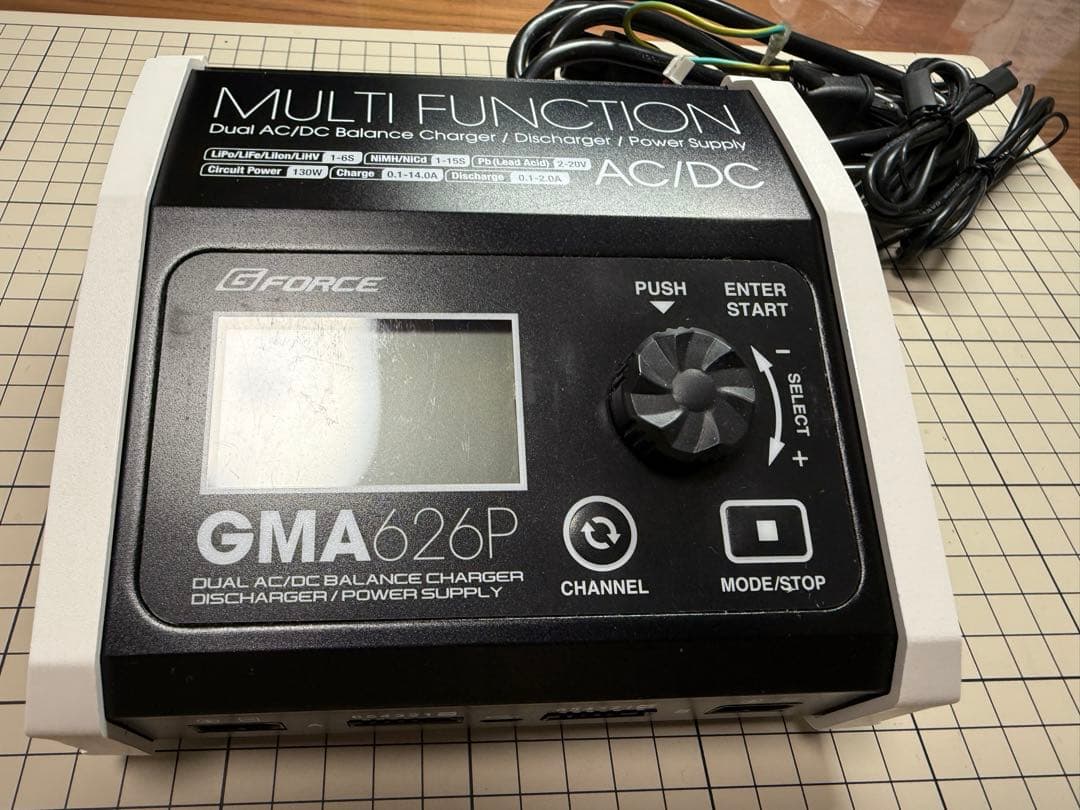 MULTI FUNCTION
Dual AC/DC Balance Charger / Discharger / Power Supply
LiPo/LiFe/LiIon/LiHV 1-6S NiMH/NiCd 1-15S Pb(Lead Acid) 2-20V
Circuit Power 130W Charge 0.1-14.0A Discharge 0.1-2.0A
AC/DC
G FORCE
PUSH
ENTER
START
− SELECT +
GMA626P
DUAL AC/DC BALANCE CHARGER
DISCHARGER / POWER SUPPLY
CHANNEL
MODE/STOP